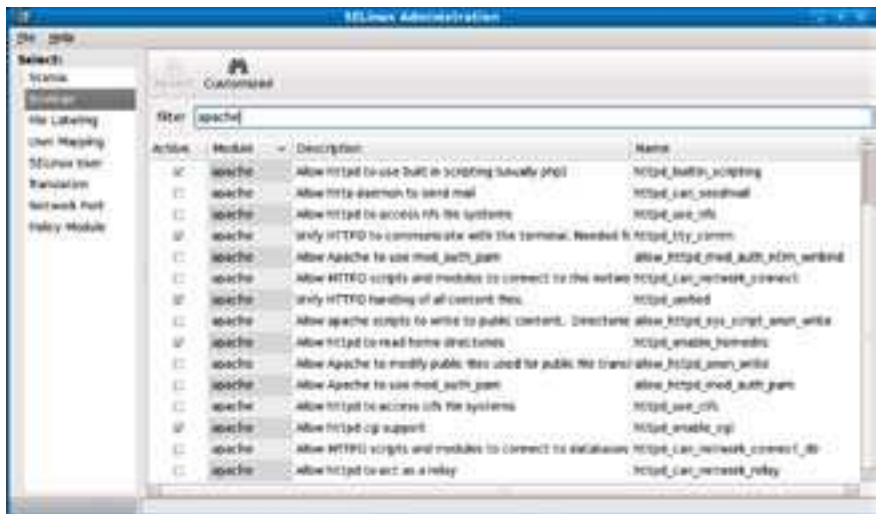 SELinux Administration
File Help
Select:
Status
Boolean
File Labeling
User Mapping
SELinux User
Translation
Network Port
Policy Module
Customized
Filter apache
Active Module Description Name
apache Allow httpd to use built in scripting (usually php) httpd_builtin_scripting
apache Allow http daemon to send mail httpd_can_sendmail
apache Allow httpd to access nfs file systems httpd_use_nfs
apache Unify HTTPD to communicate with the terminal. Needed httpd_tty_comm
apache Allow Apache to use mod_auth_pam allow_httpd_mod_auth_ntlm_winbind
apache Allow HTTPD scripts and modules to connect to the networ httpd_can_network_connect
apache Unify HTTPD handling of all content files. httpd_unified
apache Allow apache scripts to write to public content. Directories allow_httpd_sys_script_anon_write
apache Allow httpd to read home directories httpd_enable_homedirs
apache Allow Apache to modify public files used for public file transf allow_httpd_anon_write
apache Allow Apache to use mod_auth_pam allow_httpd_mod_auth_pam
apache Allow httpd to access cifs file systems httpd_use_cifs
apache Allow httpd cgi support httpd_enable_cgi
apache Allow HTTPD scripts and modules to connect to databases httpd_can_network_connect_db
apache Allow httpd to act as a relay httpd_can_network_relay